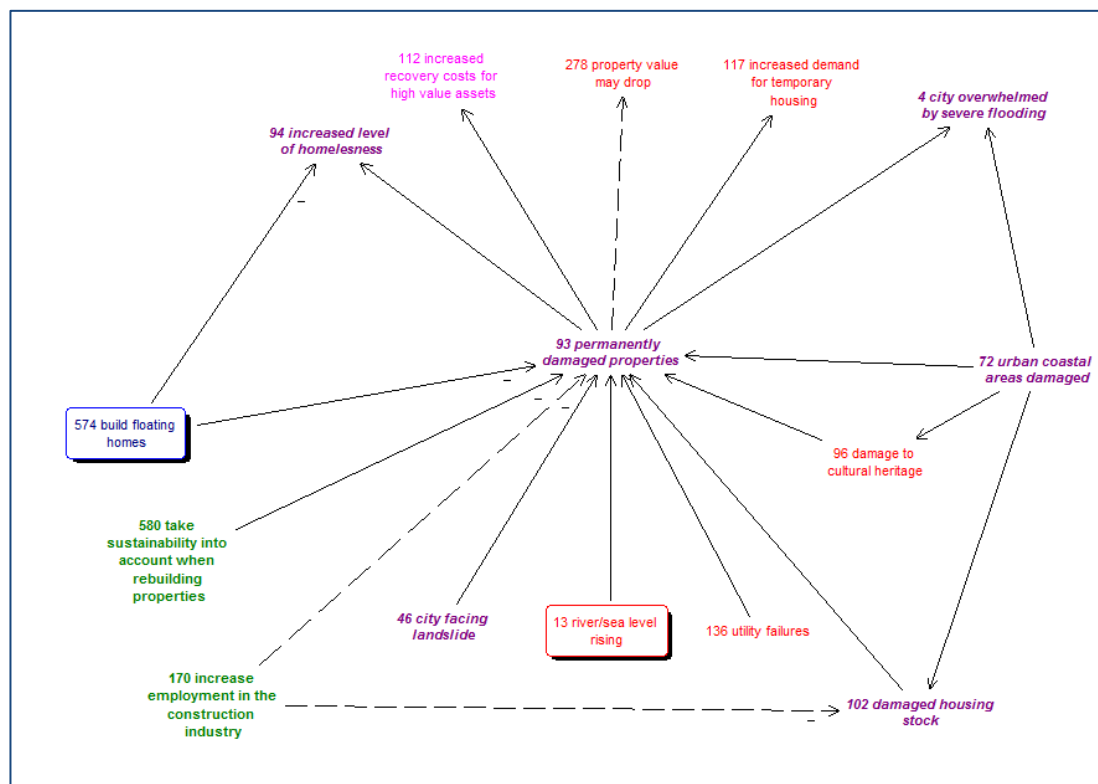 112 increased
recovery costs for
high value assets
278 property value
may drop
117 increased demand
for temporary
housing
4 city overwhelmed
by severe flooding
94 increased level
of homelesness
93 permanently
damaged properties
72 urban coastal
areas damaged
574 build floating
homes
96 damage to
cultural heritage
580 take
sustainability into
account when
rebuilding
properties
46 city facing
landslide
13 river/sea level
rising
136 utility failures
170 increase
employment in the
construction
industry
102 damaged housing
stock